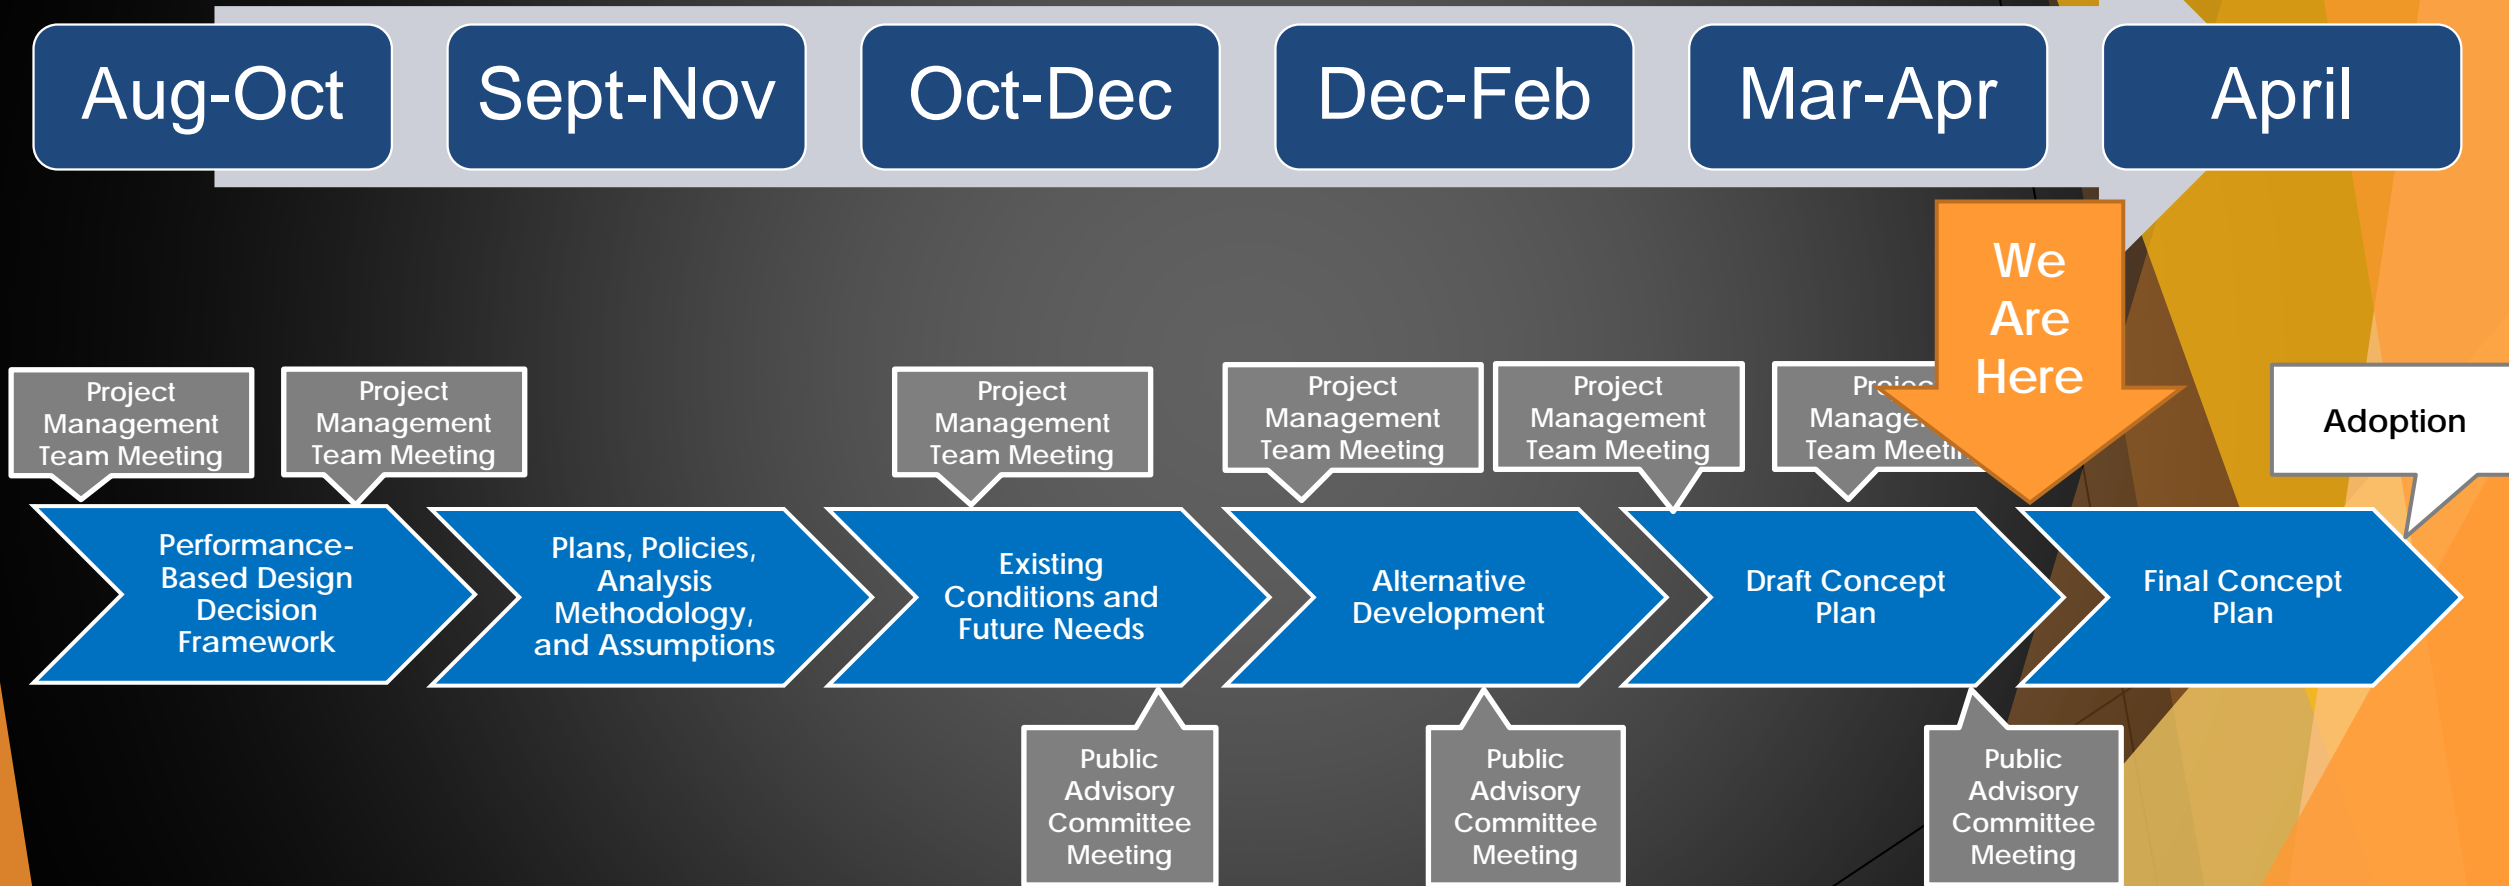 Aug-Oct
Sept-Nov
Oct-Dec
Dec-Feb
Mar-Apr
April
We
Are
Here
Project
Management
Team Meeting
Project
Management
Team Meeting
Project
Management
Team Meeting
Project
Management
Team Meeting
Project
Management
Team Meeting
Team
Adoption
Performance-
Based Design
Decision
Framework
Plans, Policies,
Analysis
Methodology,
and Assumptions
Existing
Conditions and
Future Needs
Alternative
Development
Draft Concept
Plan
Final Concept
Plan
Public
Advisory
Committee
Meeting
Public
Advisory
Committee
Meeting
Public
Advisory
Committee
Meeting